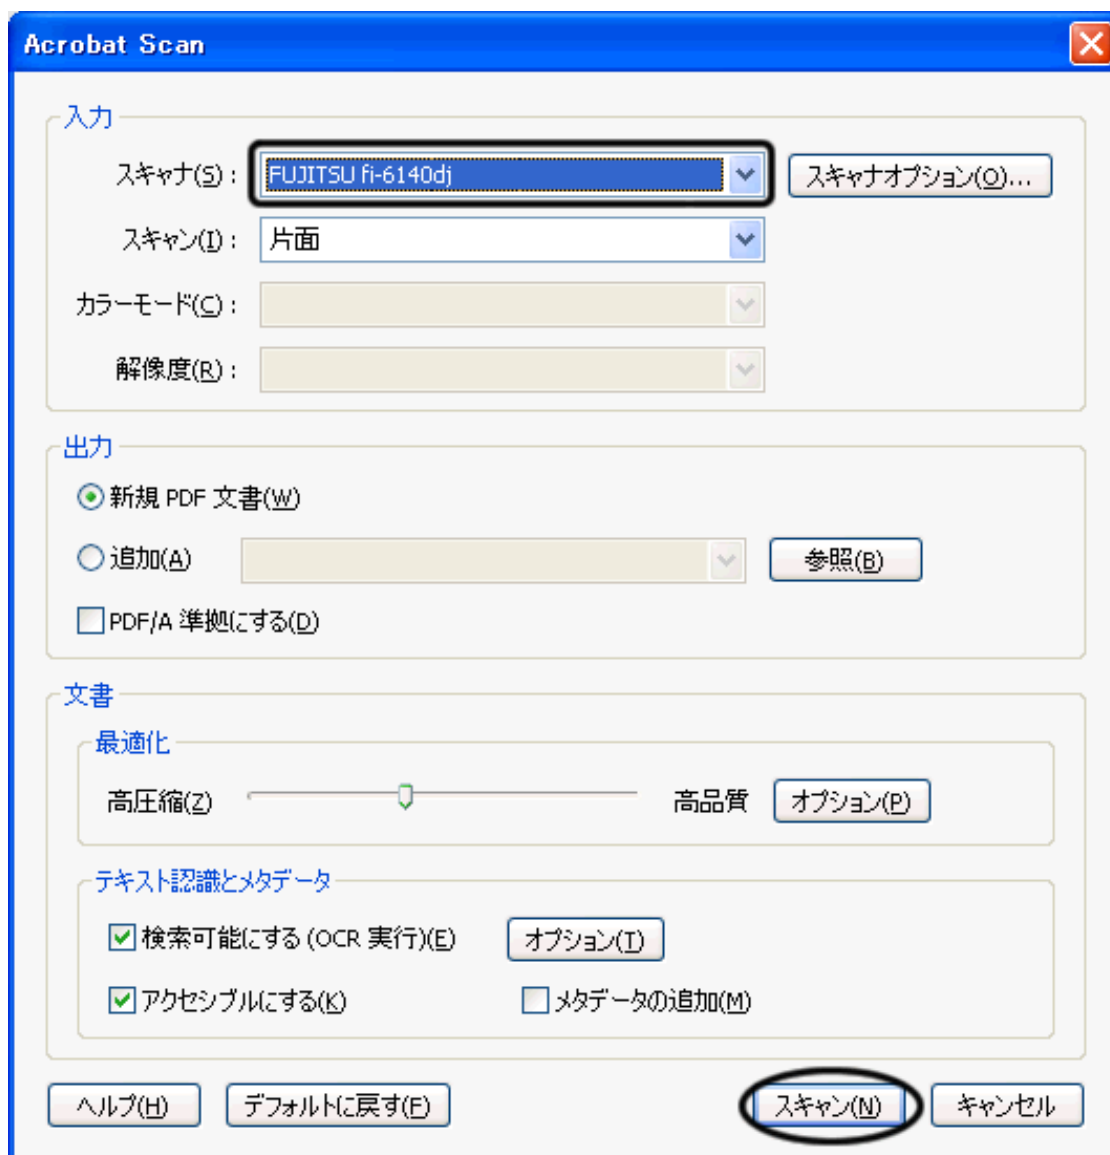 Acrobat Scan
入力
スキャナ(S) : FUJITSU fi-6140dj スキャナオプション(O)...
スキャン(I) : 片面
カラーモード(C) :
解像度(R) :
出力
新規 PDF 文書(W)
追加(A) 参照(B)
PDF/A 準拠にする(D)
文書
最適化
高圧縮(Z) 高品質 オプション(P)
テキスト認識とメタデータ
検索可能にする (OCR 実行)(E) オプション(T)
アクセシブルにする(K) メタデータの追加(M)
ヘルプ(H) デフォルトに戻す(F) スキャン(N) キャンセル